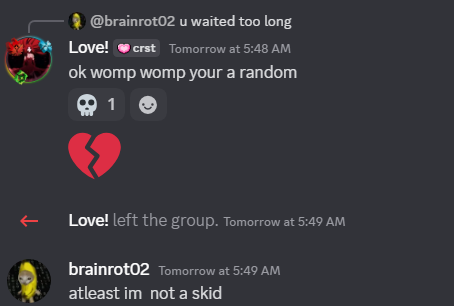 @brainrot02 u waited too long
Love! crst Tomorrow at 5:48 AM
ok womp womp your a random
1
Love! left the group. Tomorrow at 5:49 AM
brainrot02 Tomorrow at 5:49 AM
atleast im not a skid